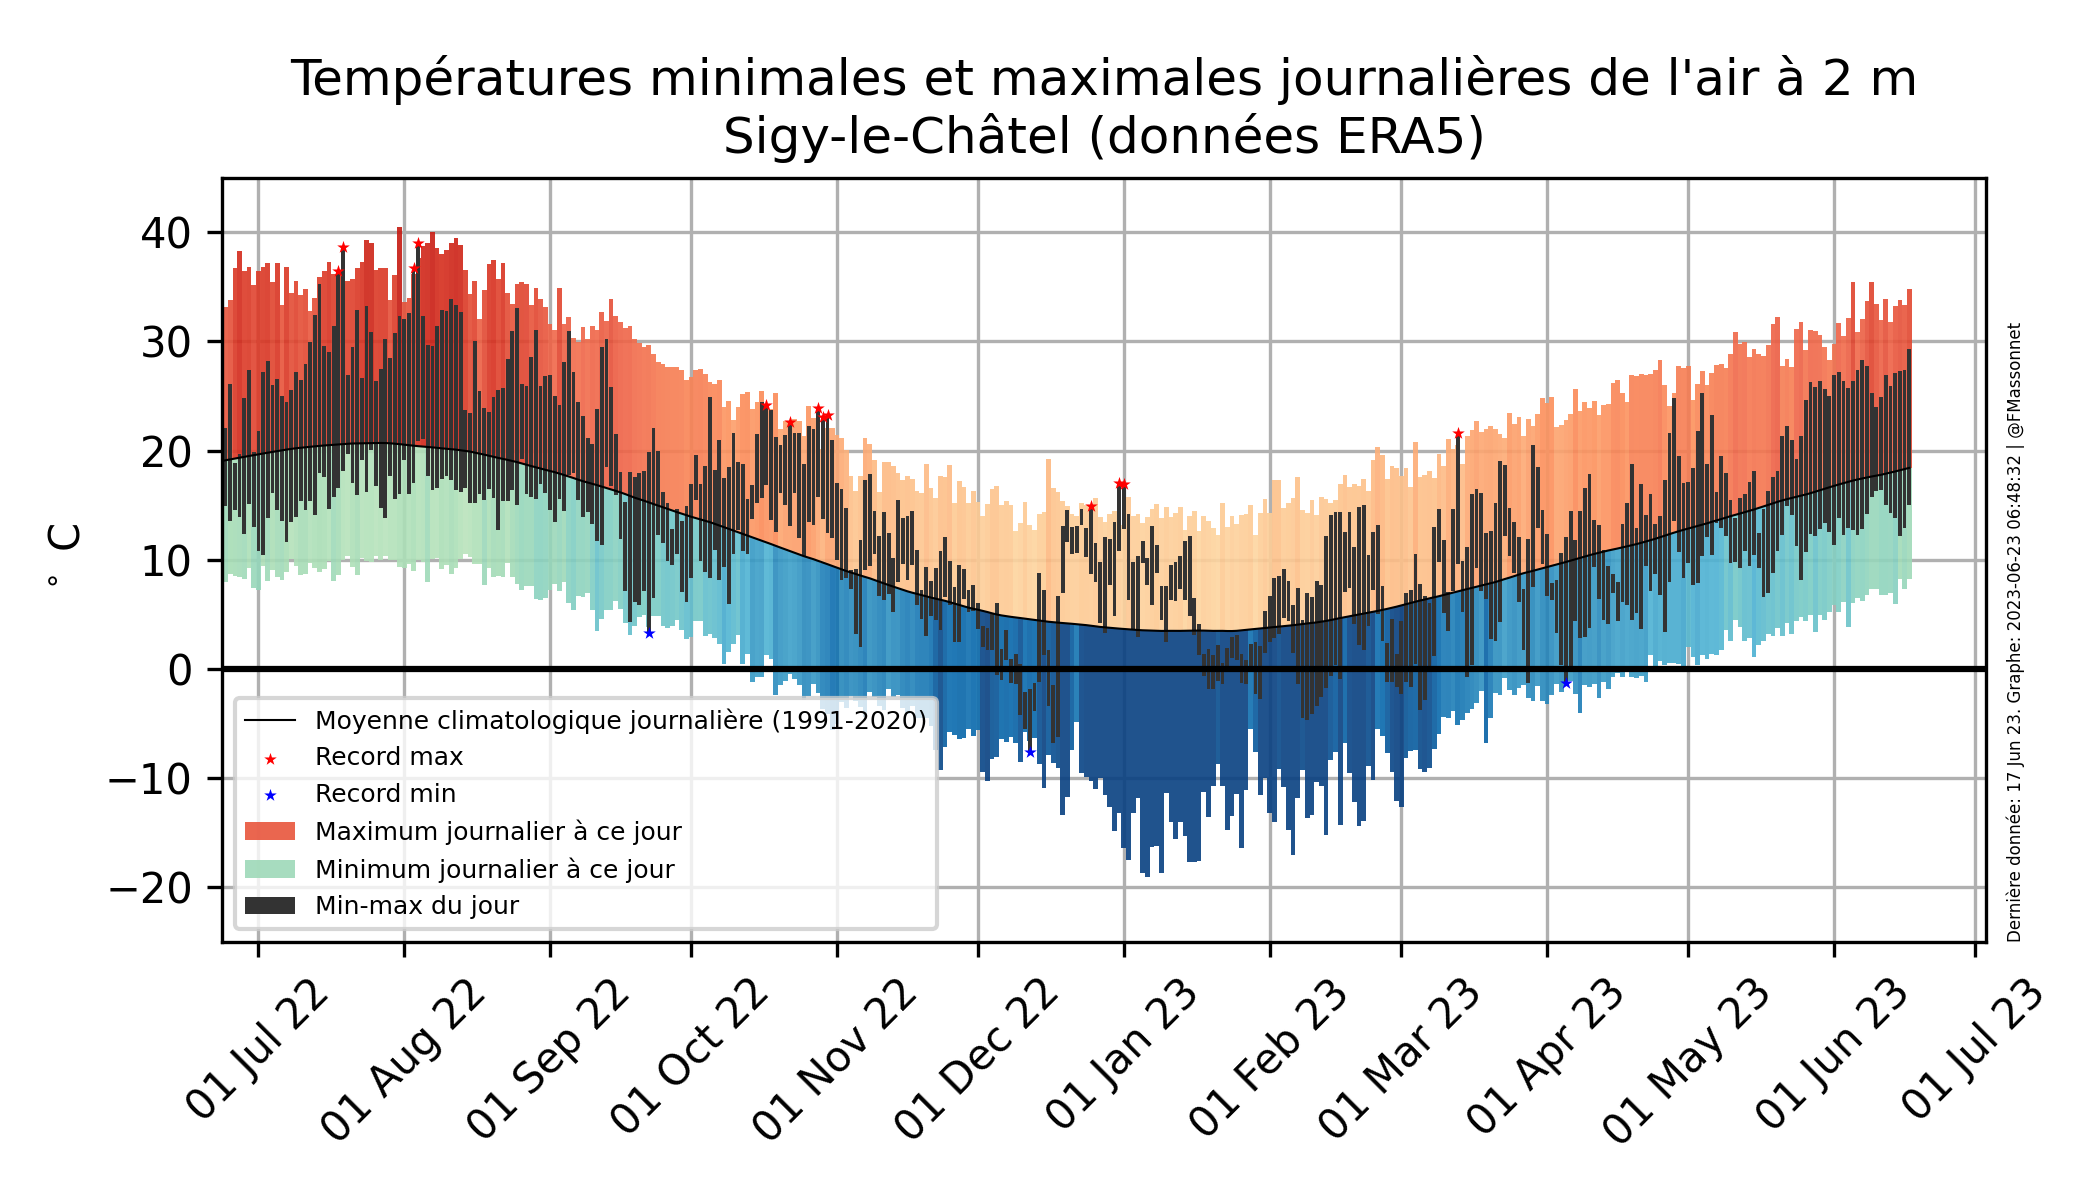 Températures minimales et maximales journalières de l'air à 2 m
Sigy-le-Châtel (données ERA5)
° C
40
30
20
10
0
−10
−20
Moyenne climatologique journalière (1991-2020)
Record max
Record min
Maximum journalier à ce jour
Minimum journalier à ce jour
Min-max du jour
01 Jul 22
01 Aug 22
01 Sep 22
01 Oct 22
01 Nov 22
01 Dec 22
01 Jan 23
01 Feb 23
01 Mar 23
01 Apr 23
01 May 23
01 Jun 23
01 Jul 23
Dernière donnée: 17 Jun 23. Graphe: 2023-06-23 06:48:32 | @FMassonnet